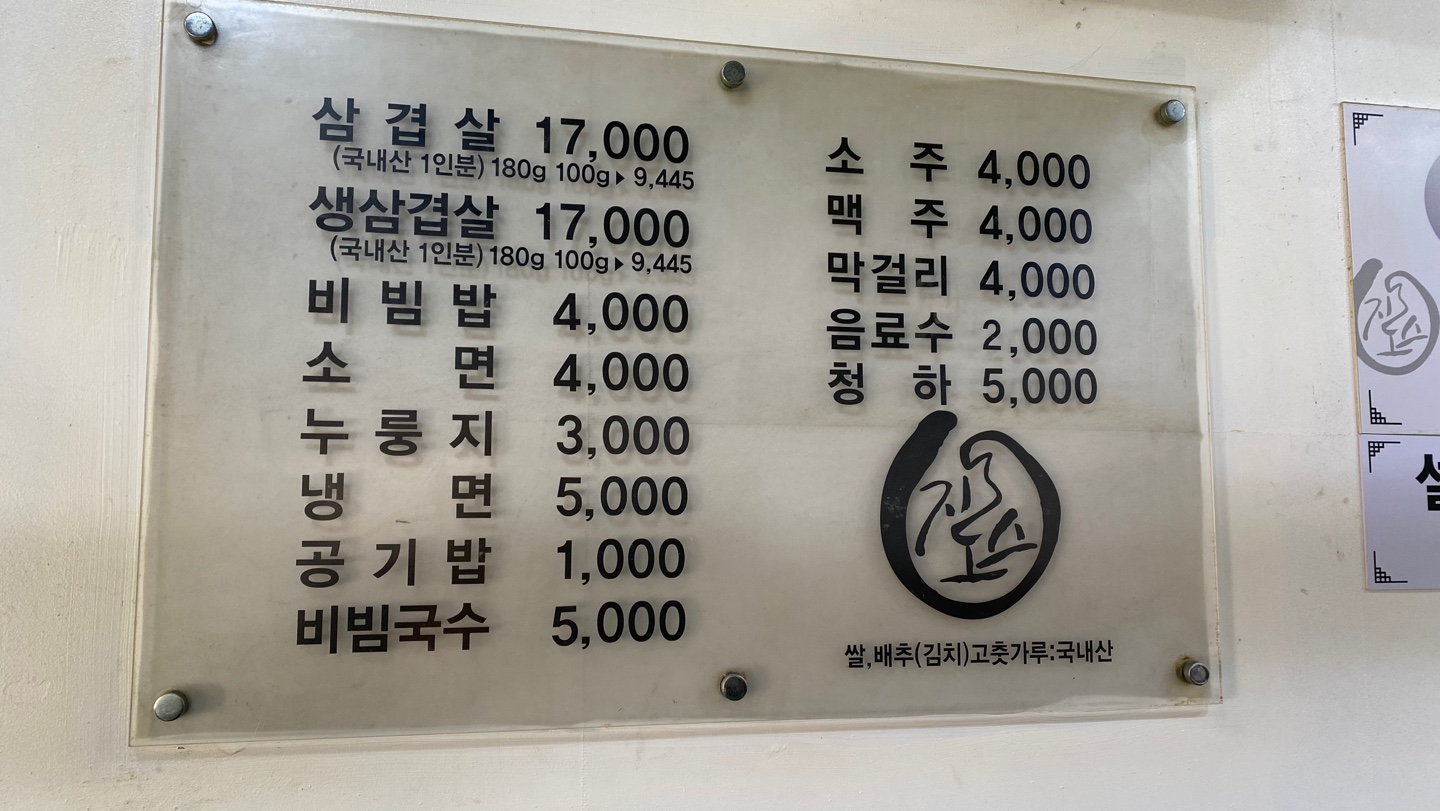 삼겹살 17,000
(국내산 1인분) 180g 100g▶ 9,445
생삼겹살 17,000
(국내산 1인분) 180g 100g▶ 9,445
비빔밥 4,000
소면 4,000
누룽지 3,000
냉면 5,000
공기밥 1,000
비빔국수 5,000
소주 4,000
맥주 4,000
막걸리 4,000
음료수 2,000
청하 5,000
쌀,배추(김치)고춧가루:국내산